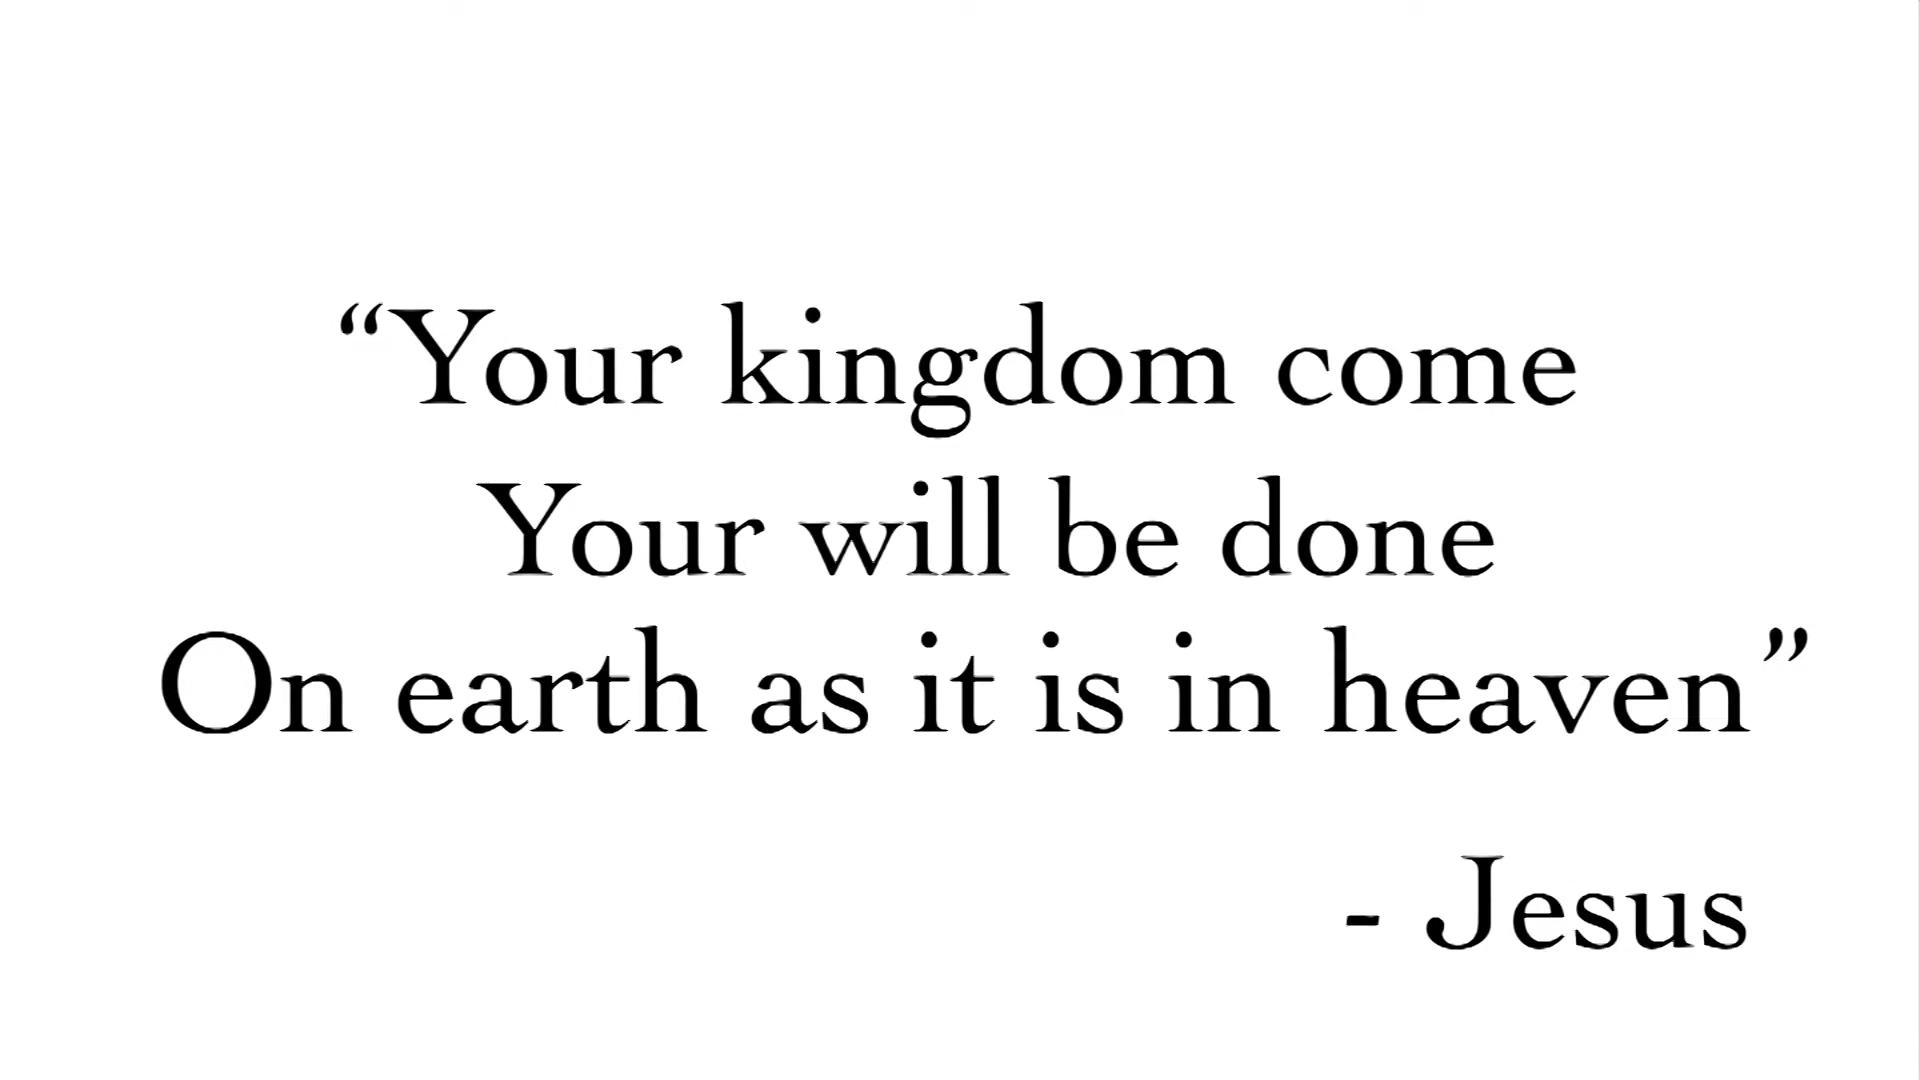 “Your kingdom come
Your will be done
On earth as it is in heaven”
- Jesus